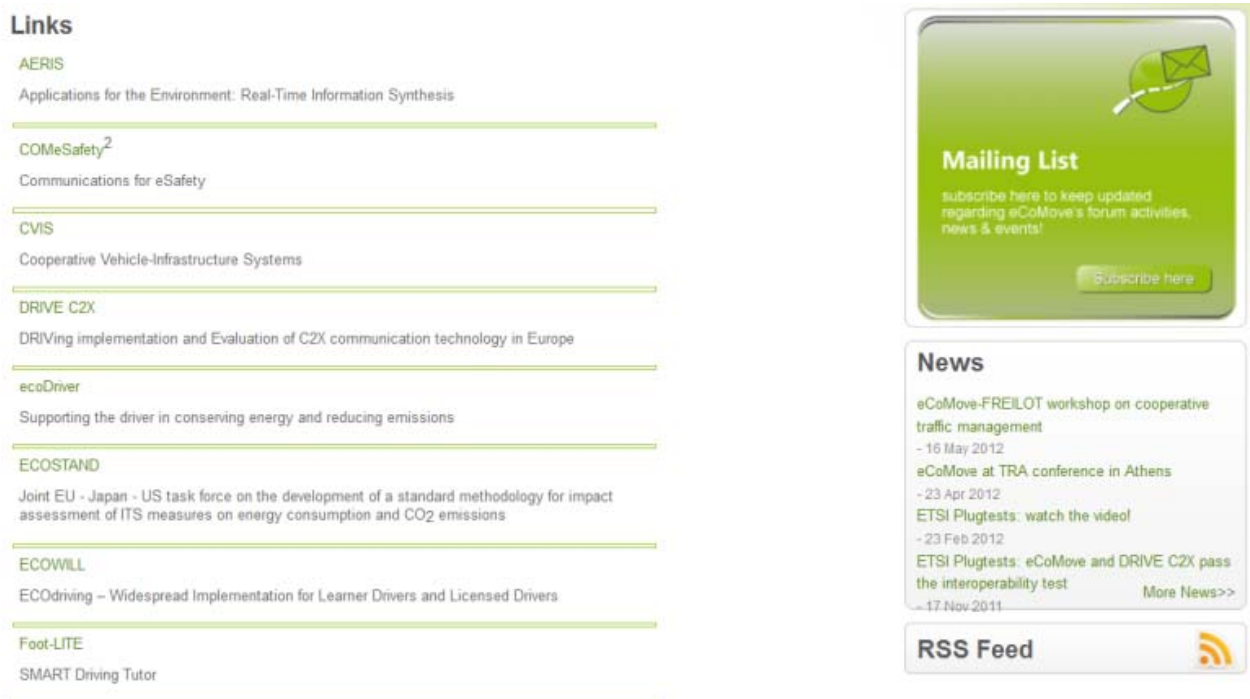 Links
AERIS
Applications for the Environment: Real-Time Information Synthesis
COMeSafety2
Communications for eSafety
CVIS
Cooperative Vehicle-Infrastructure Systems
DRIVE C2X
DRIVing implementation and Evaluation of C2X communication technology in Europe
ecoDriver
Supporting the driver in conserving energy and reducing emissions
ECOSTAND
Joint EU - Japan - US task force on the development of a standard methodology for impact
assessment of ITS measures on energy consumption and CO2 emissions
ECOWILL
ECOdriving – Widespread Implementation for Learner Drivers and Licensed Drivers
Foot-LITE
SMART Driving Tutor
Mailing List
subscribe here to keep updated
regarding eCoMove's forum activities,
news & events!
Subscribe here
News
eCoMove-FREILOT workshop on cooperative
traffic management
- 16 May 2012
eCoMove at TRA conference in Athens
- 23 Apr 2012
ETSI Plugtests: watch the video!
- 23 Feb 2012
ETSI Plugtests: eCoMove and DRIVE C2X pass
the interoperability test
More News>>
- 17 Nov 2011
RSS Feed